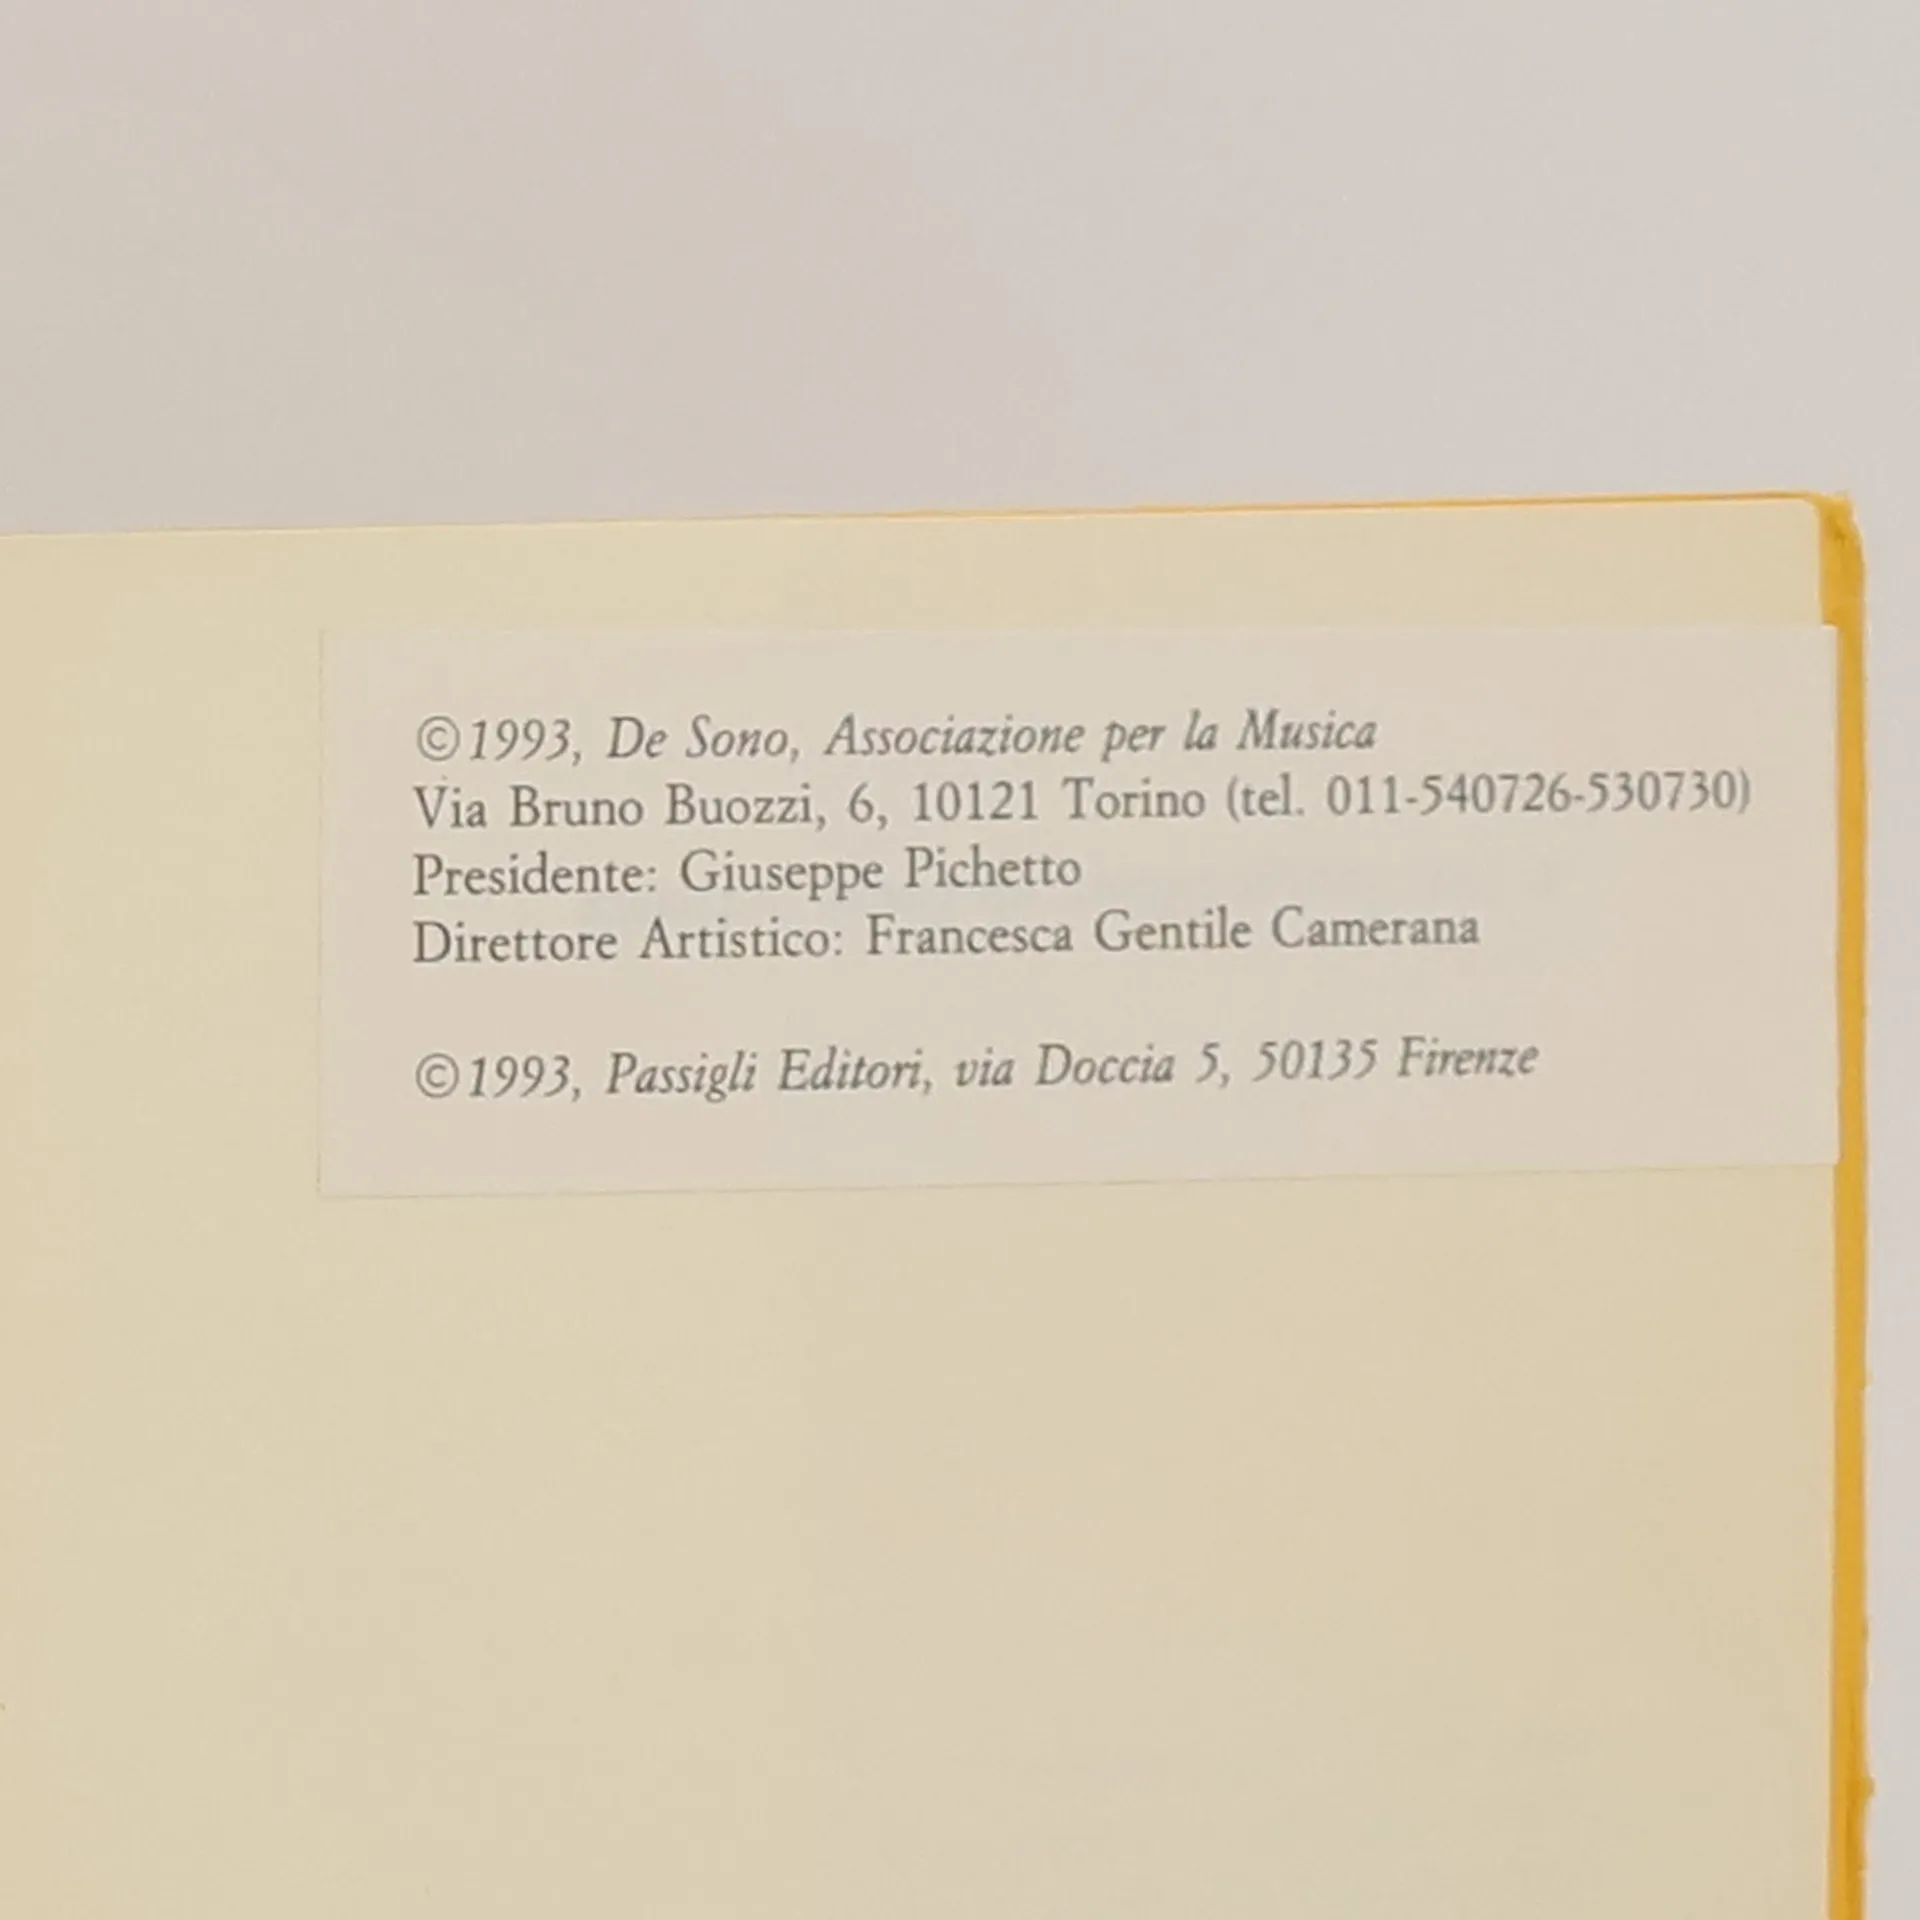 ©1993, De Sono, Associazione per la Musica
Via Bruno Buozzi, 6, 10121 Torino (tel. 011-540726-530730)
Presidente: Giuseppe Pichetto
Direttore Artistico: Francesca Gentile Camerana
©1993, Passigli Editori, via Doccia 5, 50135 Firenze